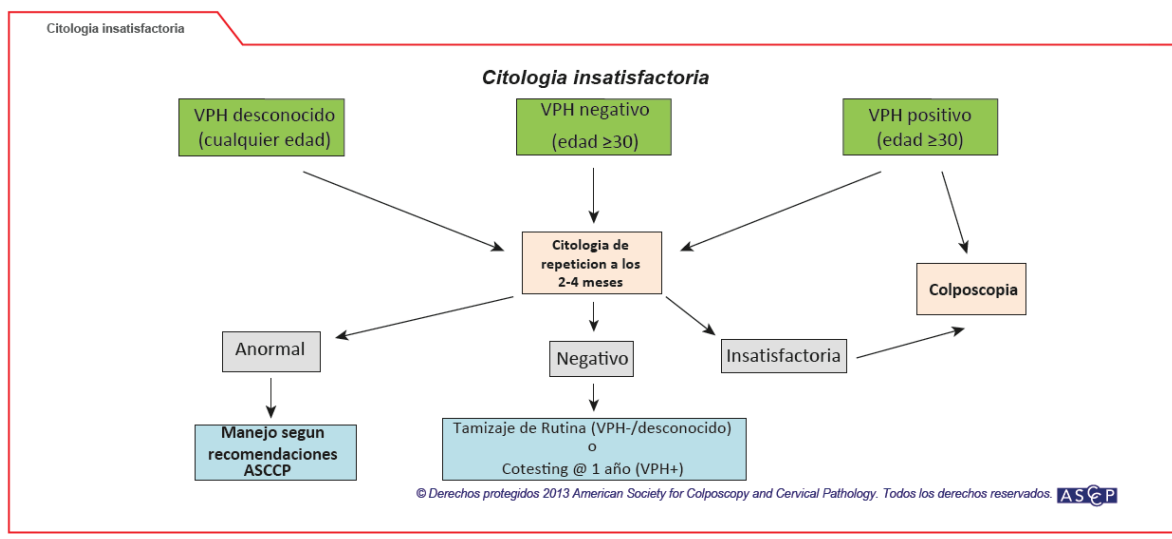 Citologia insatisfactoria
Citologia insatisfactoria
VPH desconocido
(cualquier edad)
VPH negativo
(edad ≥30)
VPH positivo
(edad ≥30)
Citologia de
repeticion a los
2-4 meses
Colposcopia
Anormal
Negativo
Insatisfactoria
Manejo segun
recomendaciones
ASCCP
Tamizaje de Rutina (VPH-/desconocido)
o
Cotesting @ 1 año (VPH+)
© Derechos protegidos 2013 American Society for Colposcopy and Cervical Pathology. Todos los derechos reservados.
ASCCP